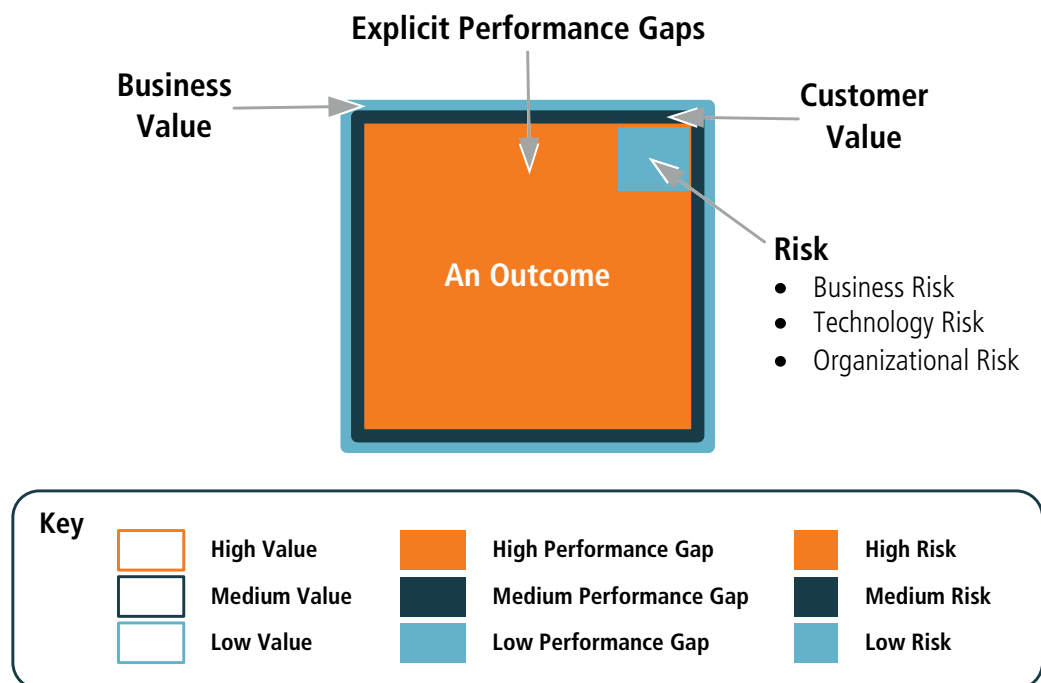 Explicit Performance Gaps
Business
Value
Customer
Value
An Outcome
Risk
• Business Risk
• Technology Risk
• Organizational Risk
Key
High Value
High Performance Gap
High Risk
Medium Value
Medium Performance Gap
Medium Risk
Low Value
Low Performance Gap
Low Risk